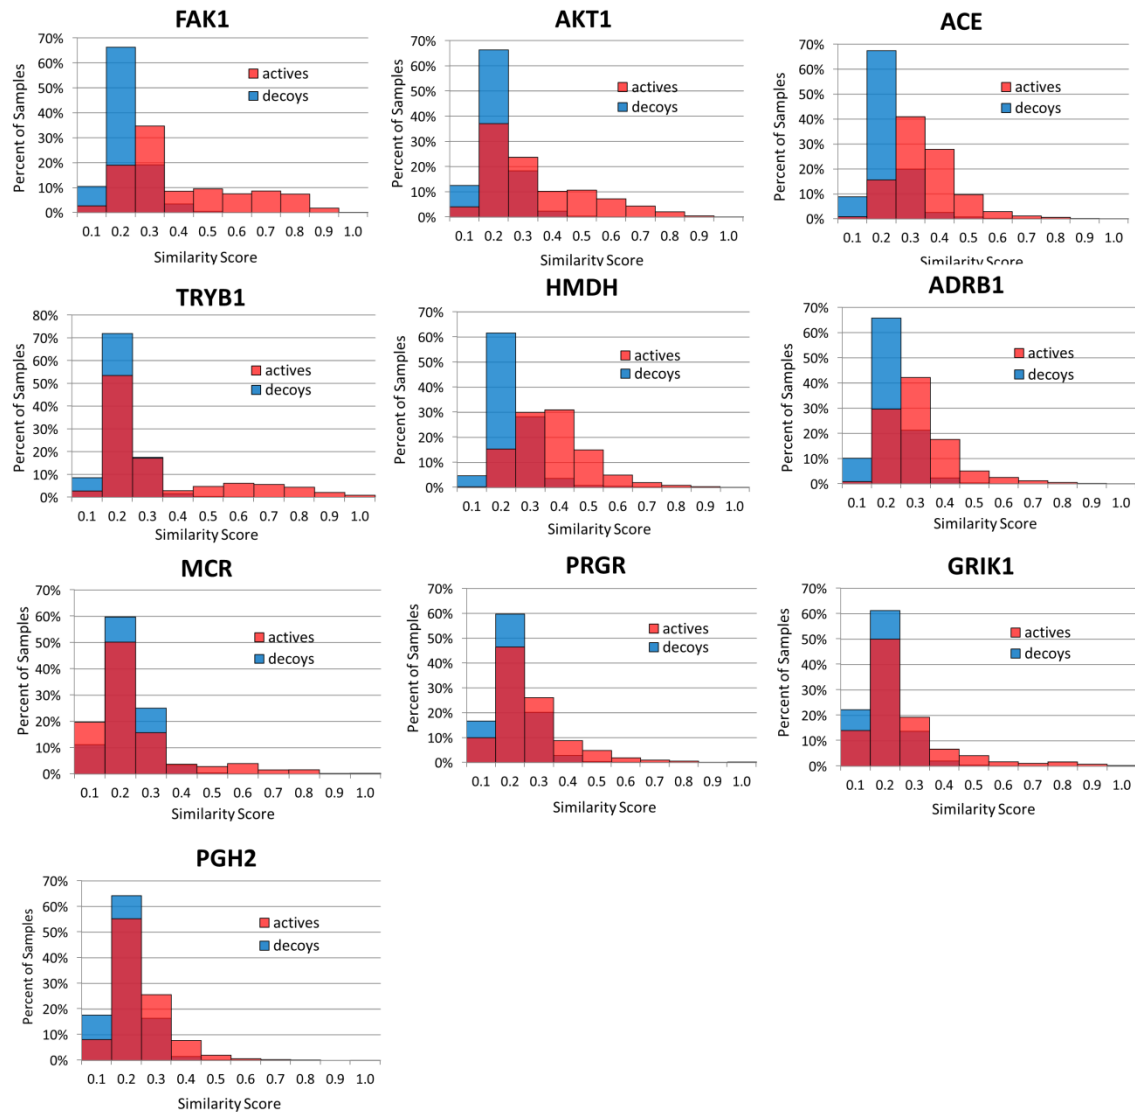 FAK1
70%
60%
50%
40%
30%
20%
10%
0%
Percent of Samples
actives
decoys
0.1 0.2 0.3 0.4 0.5 0.6 0.7 0.8 0.9 1.0
Similarity Score
AKT1
70%
60%
50%
40%
30%
20%
10%
0%
Percent of Samples
actives
decoys
0.1 0.2 0.3 0.4 0.5 0.6 0.7 0.8 0.9 1.0
Similarity Score
ACE
70%
60%
50%
40%
30%
20%
10%
0%
Percent of Samples
actives
decoys
0.1 0.2 0.3 0.4 0.5 0.6 0.7 0.8 0.9 1.0
Similarity Score
TRYB1
80%
70%
60%
50%
40%
30%
20%
10%
0%
Percent of Samples
actives
decoys
0.1 0.2 0.3 0.4 0.5 0.6 0.7 0.8 0.9 1.0
Similarity Score
HMDH
70%
60%
50%
40%
30%
20%
10%
0%
Percent of Samples
actives
decoys
0.1 0.2 0.3 0.4 0.5 0.6 0.7 0.8 0.9 1.0
Similarity Score
ADRB1
70%
60%
50%
40%
30%
20%
10%
0%
Percent of Samples
actives
decoys
0.1 0.2 0.3 0.4 0.5 0.6 0.7 0.8 0.9 1.0
Similarity Score
MCR
70%
60%
50%
40%
30%
20%
10%
0%
Percent of Samples
actives
decoys
0.1 0.2 0.3 0.4 0.5 0.6 0.7 0.8 0.9 1.0
Similarity Score
PRGR
70%
60%
50%
40%
30%
20%
10%
0%
Percent of Samples
actives
decoys
0.1 0.2 0.3 0.4 0.5 0.6 0.7 0.8 0.9 1.0
Similarity Score
GRIK1
70%
60%
50%
40%
30%
20%
10%
0%
Percent of Samples
actives
decoys
0.1 0.2 0.3 0.4 0.5 0.6 0.7 0.8 0.9 1.0
Similarity Score
PGH2
70%
60%
50%
40%
30%
20%
10%
0%
Percent of Samples
actives
decoys
0.1 0.2 0.3 0.4 0.5 0.6 0.7 0.8 0.9 1.0
Similarity Score